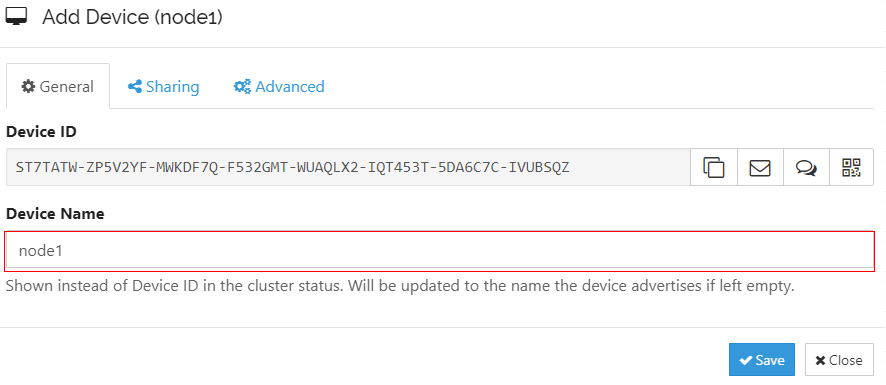 Add Device (node1)
General Sharing Advanced
Device ID
ST7TATW-ZP5V2YF-MWKDF7Q-F532GMT-WUAQLX2-IQT453T-5DA6C7C-IVUBSQZ
Device Name
node1
Shown instead of Device ID in the cluster status. Will be updated to the name the device advertises if left empty.
Save Close